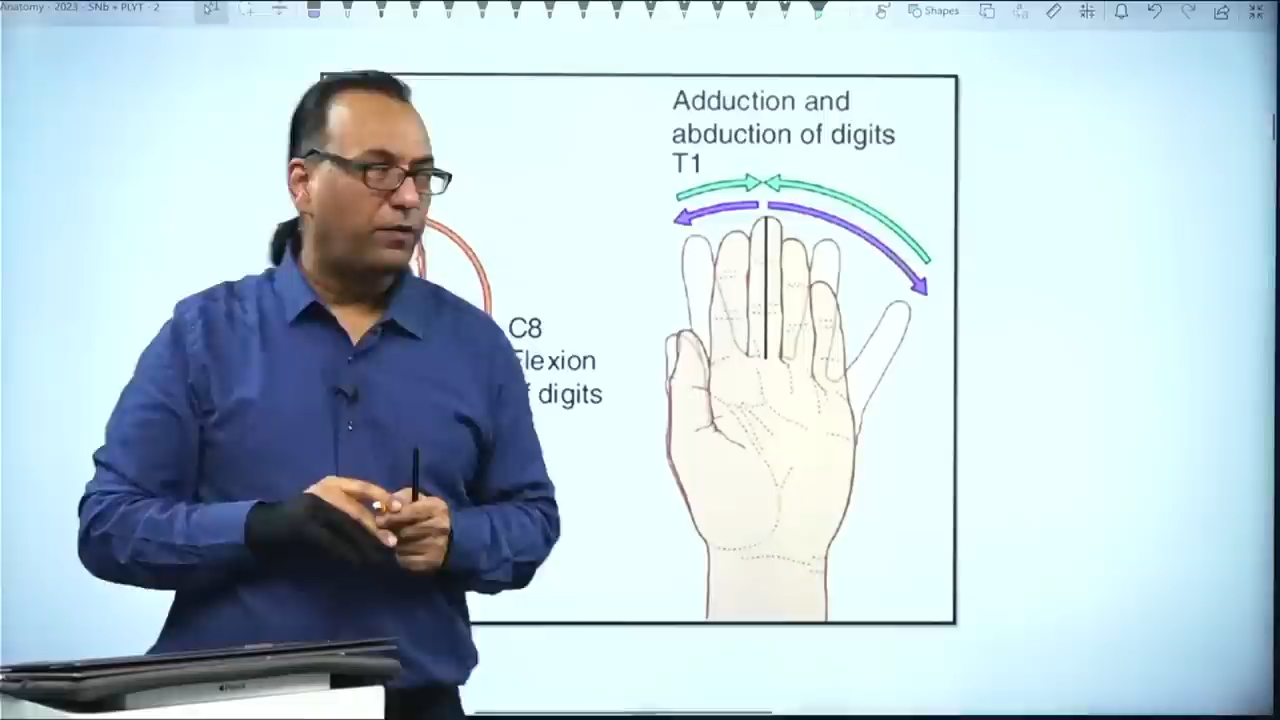 Anatomy - 2023 - SNb + PLYT - 2
Shapes
Adduction and
abduction of digits
T1
C8
Flexion
digits